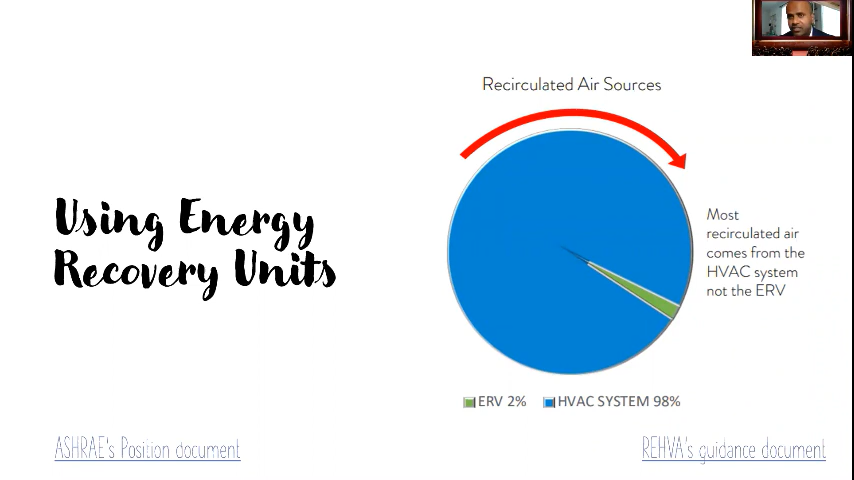 Recirculated Air Sources
Using Energy
Recovery Units
Most
recirculated air
comes from the
HVAC system
not the ERV
ERV 2% HVAC SYSTEM 98%
ASHRAE's Position document
REHVA's guidance document